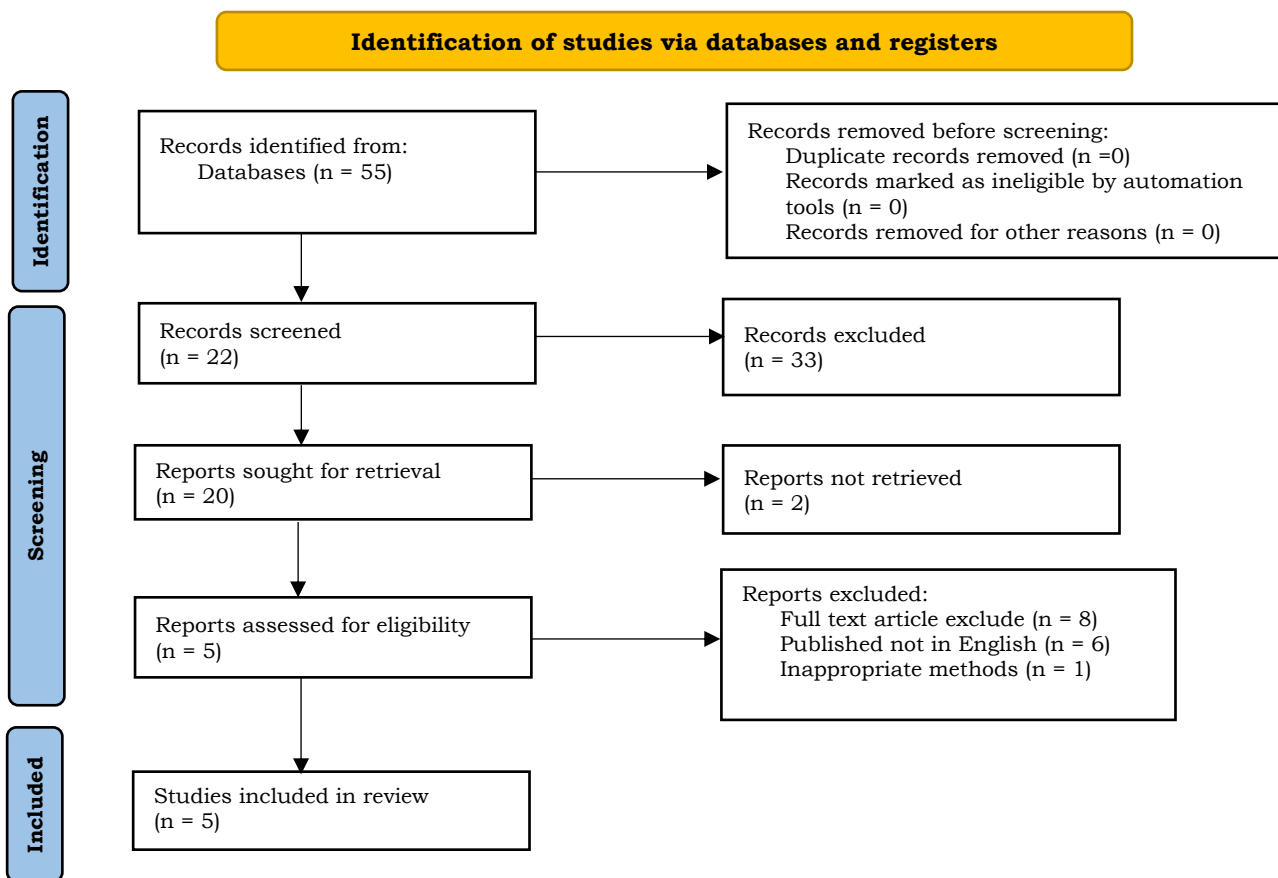 Identification of studies via databases and registers
Identification
Records identified from:
Databases (n = 55)
Records removed before screening:
Duplicate records removed (n =0)
Records marked as ineligible by automation
tools (n = 0)
Records removed for other reasons (n = 0)
Screening
Records screened
(n = 22)
Records excluded
(n = 33)
Reports sought for retrieval
(n = 20)
Reports not retrieved
(n = 2)
Reports assessed for eligibility
(n = 5)
Reports excluded:
Full text article exclude (n = 8)
Published not in English (n = 6)
Inappropriate methods (n = 1)
Included
Studies included in review
(n = 5)